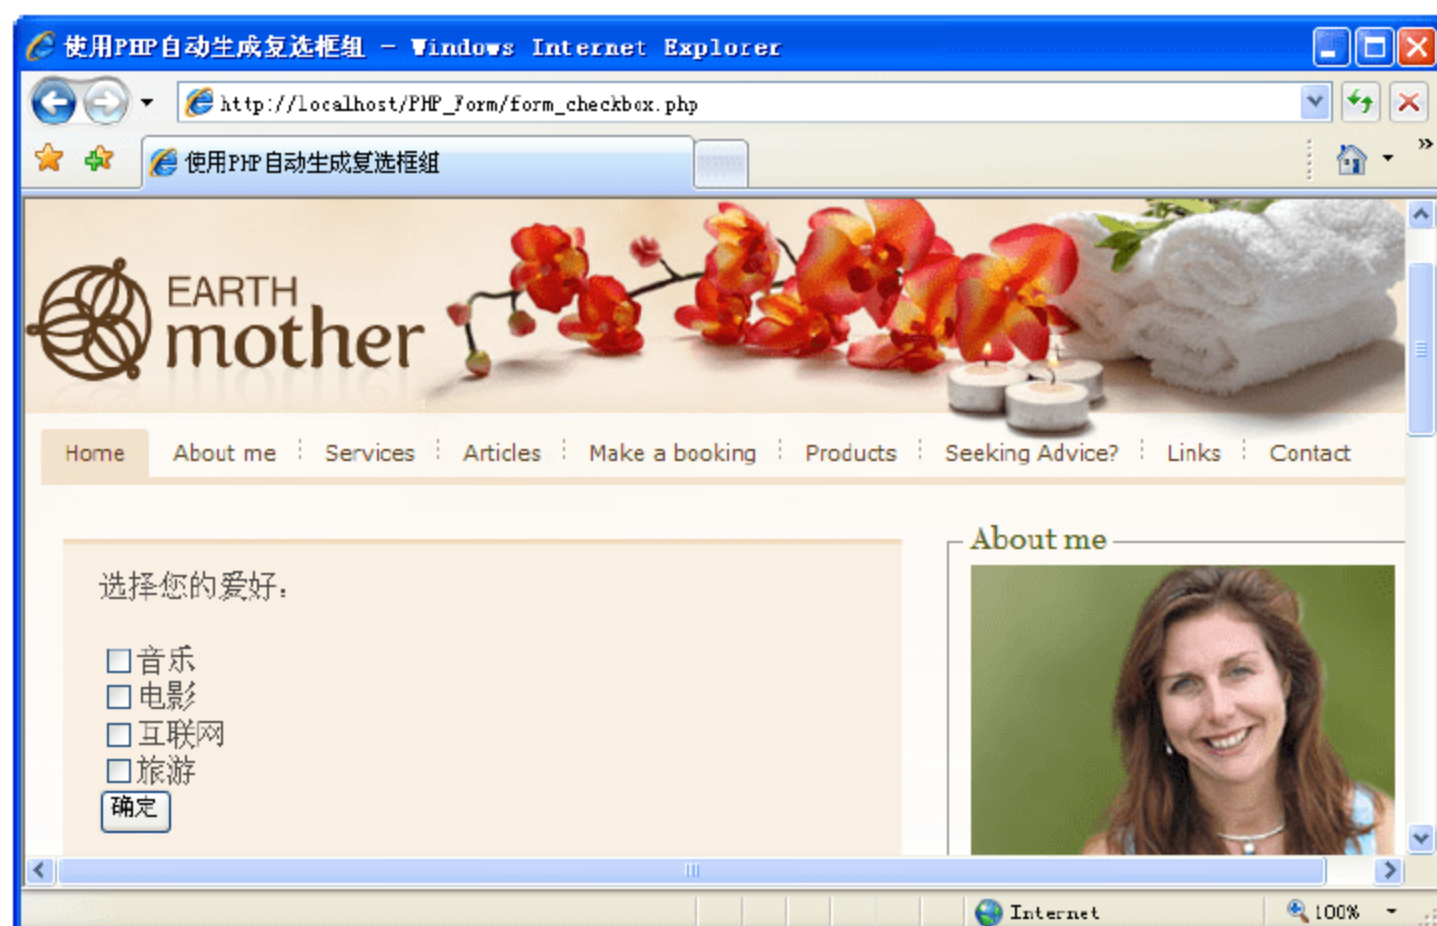 使用PHP自动生成复选框组 - Windows Internet Explorer
http://localhost/PHP_Form/form_checkbox.php
使用PHP自动生成复选框组
EARTH
mother
Home About me Services Articles Make a booking Products Seeking Advice? Links Contact
About me
选择您的爱好：
音乐
电影
互联网
旅游
确定
Internet 100%